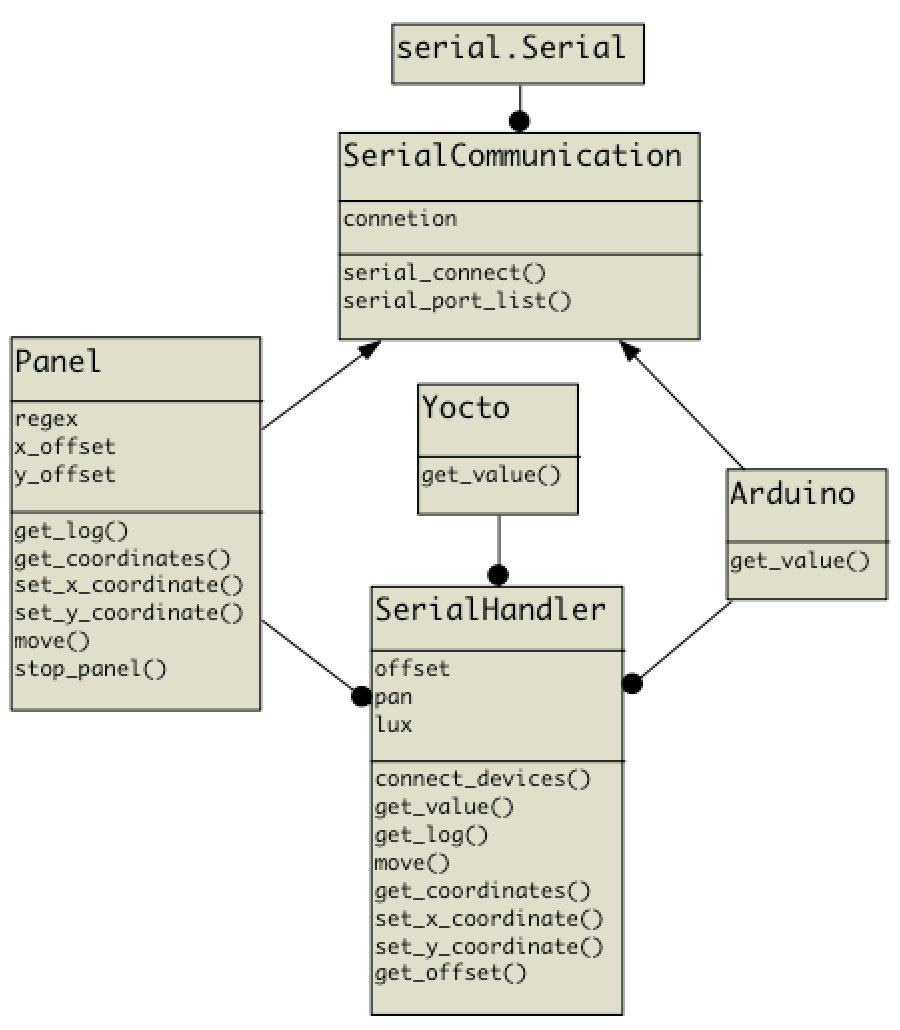 serial.Serial
SerialCommunication
connetion
serial_connect()
serial_port_list()
Panel
regex
x_offset
y_offset
get_log()
get_coordinates()
set_x_coordinate()
set_y_coordinate()
move()
stop_panel()
Yocto
get_value()
Arduino
get_value()
SerialHandler
offset
pan
lux
connect_devices()
get_value()
get_log()
move()
get_coordinates()
set_x_coordinate()
set_y_coordinate()
get_offset()